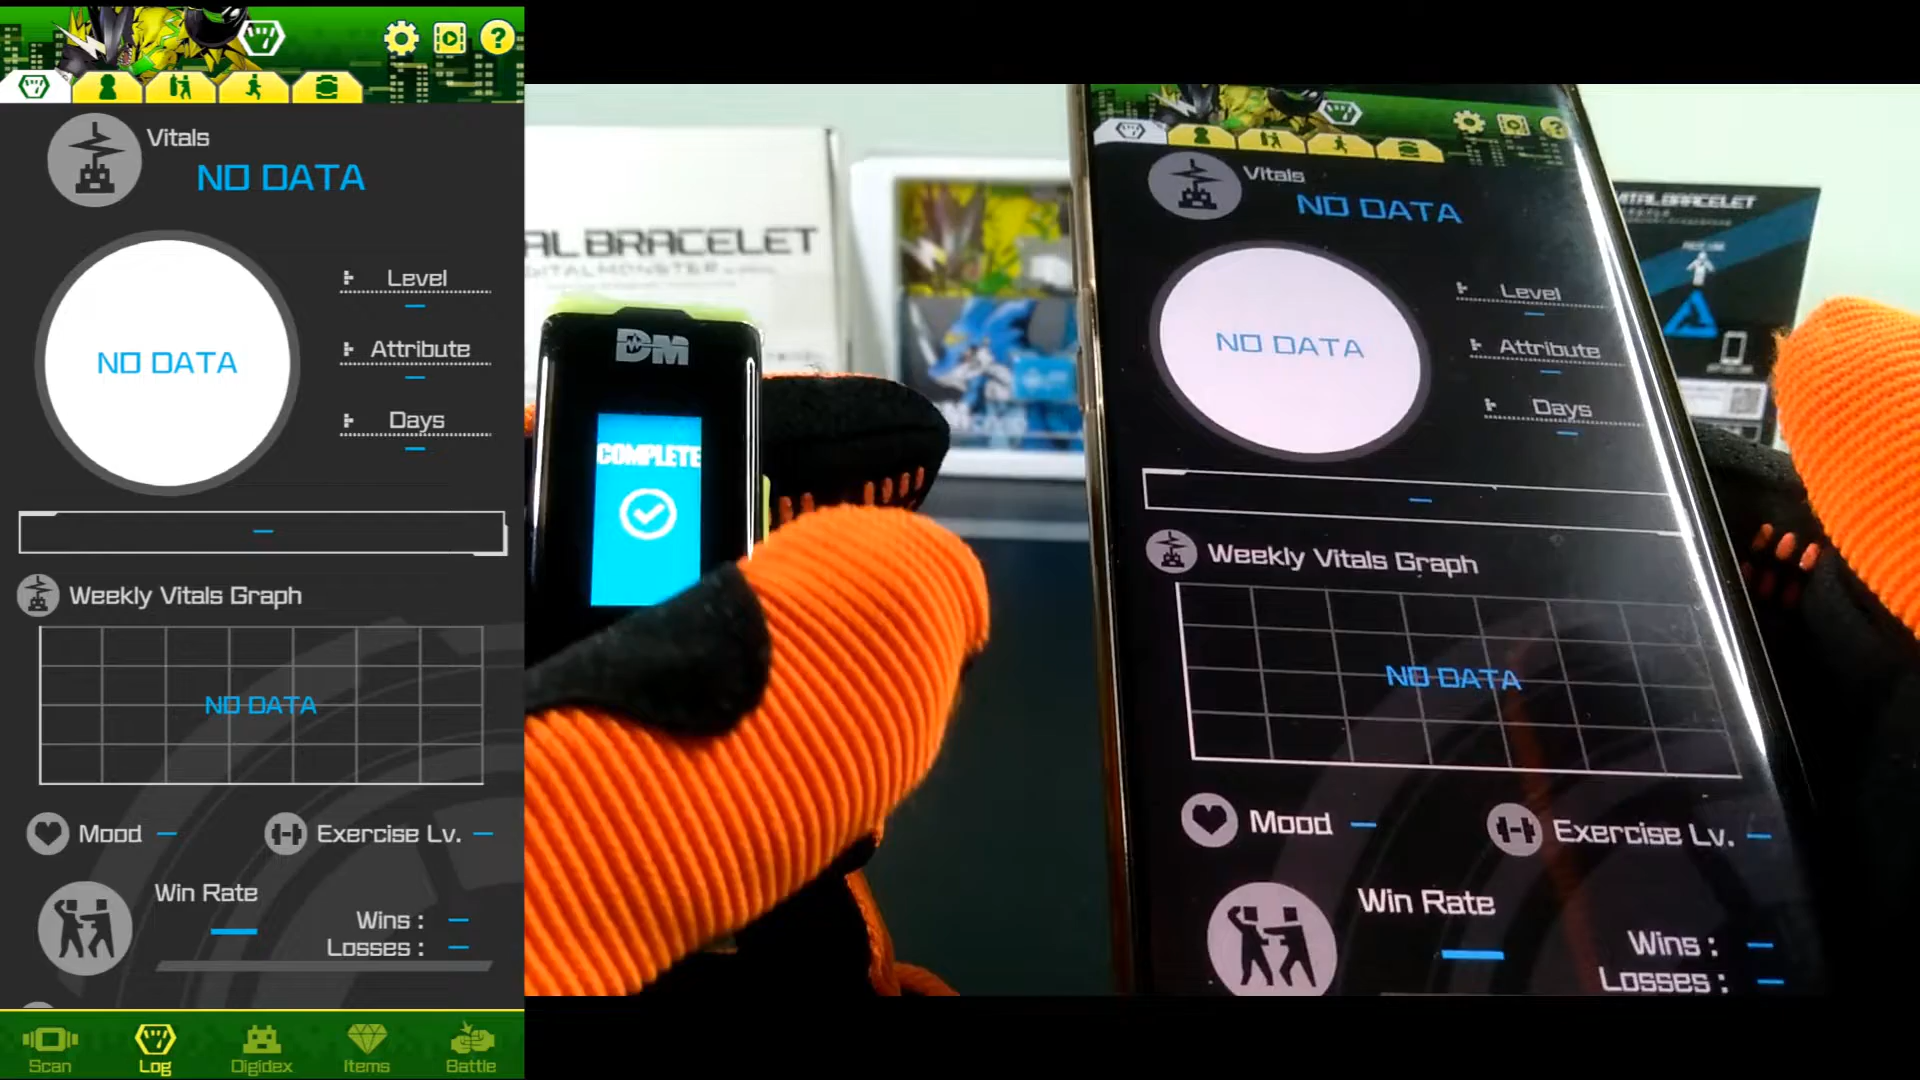 Vitals
NO DATA
NO DATA
Level
Attribute
Days
Weekly Vitals Graph
NO DATA
Mood
Exercise Lv.
Win Rate
Wins :
Losses :
Scan
Log
Digidex
Items
Battle
AL BRACELET
DM
COMPLETE
Vitals
NO DATA
NO DATA
Level
Attribute
Days
Weekly Vitals Graph
NO DATA
Mood
Exercise Lv.
Win Rate
Wins :
Losses :
ITAL BRACELET